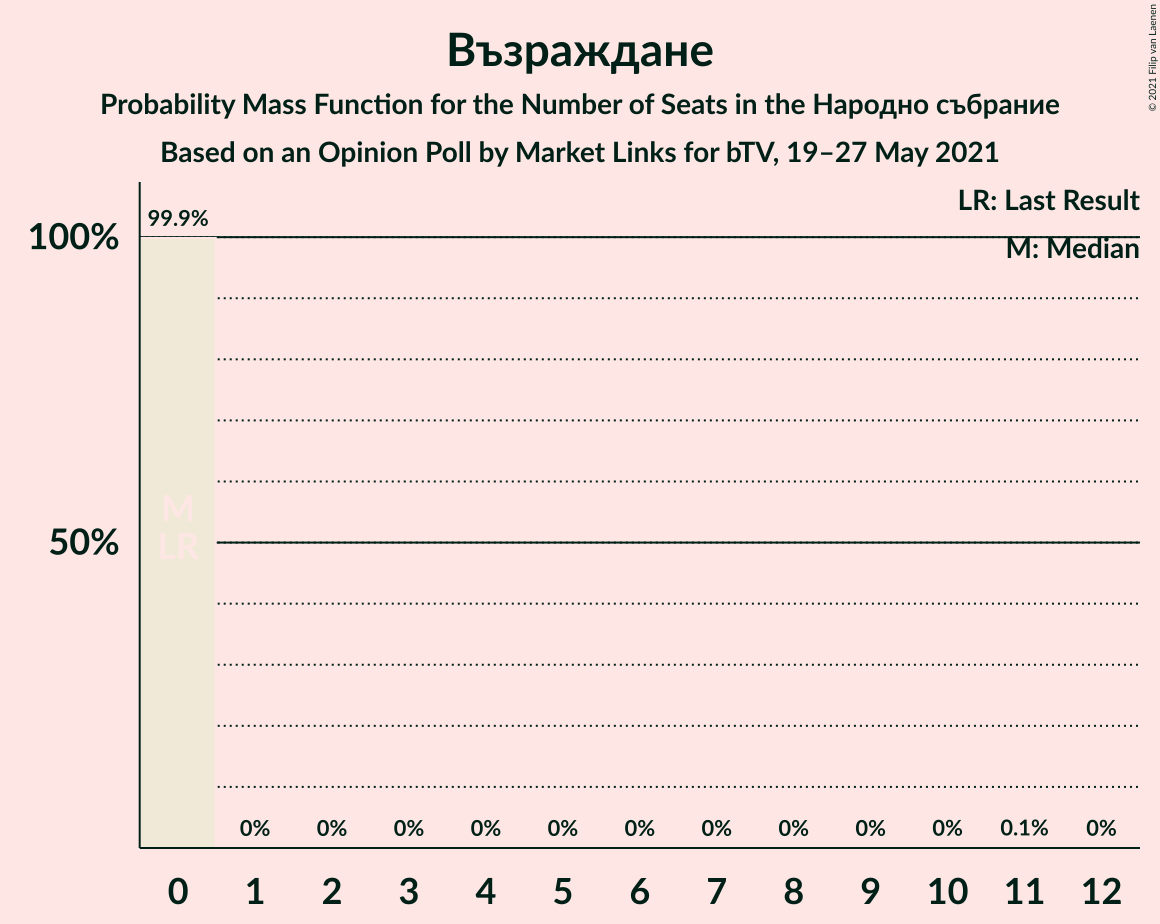 Възраждане
Probability Mass Function for the Number of Seats in the Народно събрание
Based on an Opinion Poll by Market Links for bTV, 19–27 May 2021
© 2021 Filip van Laenen
LR: Last Result
M: Median
99.9%
100%
M
LR
50%
0% 0% 0% 0% 0% 0% 0% 0% 0% 0% 0.1% 0%
0 1 2 3 4 5 6 7 8 9 10 11 12